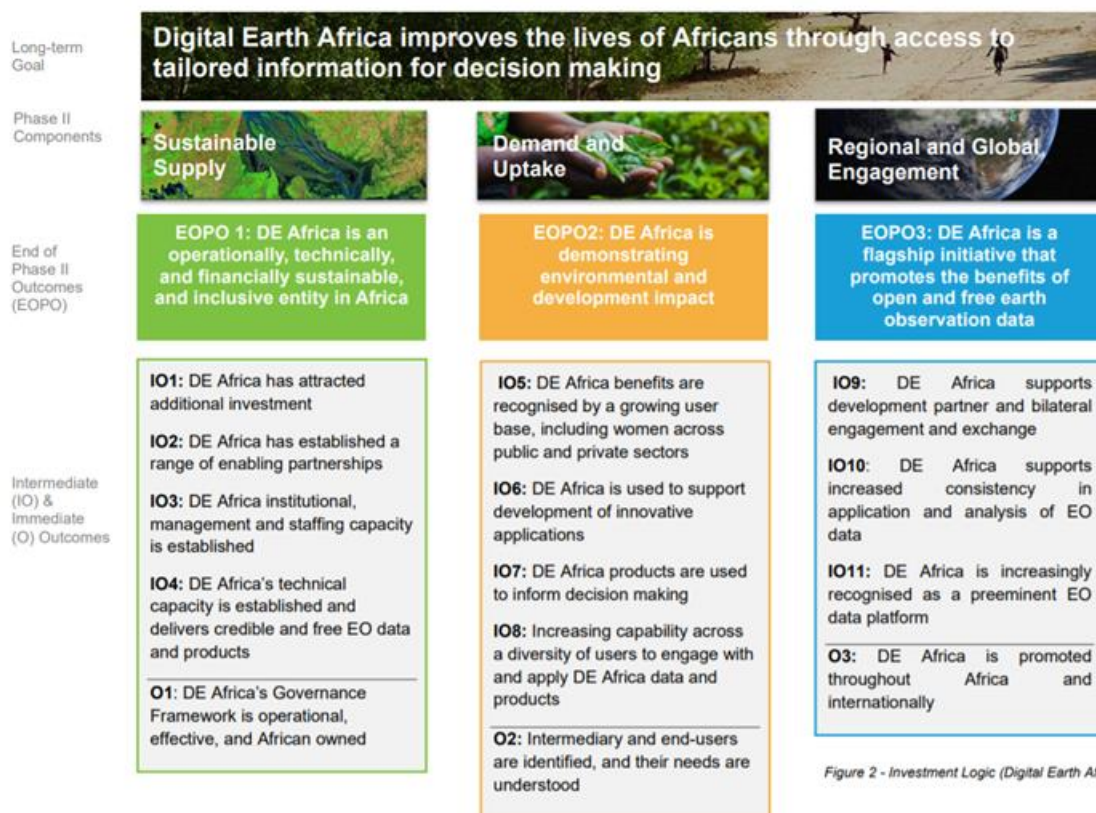 Long-term
Goal
Digital Earth Africa improves the lives of Africans through access to
tailored information for decision making
Phase II
Components
Sustainable
Supply
Demand and
Uptake
Regional and Global
Engagement
End of
Phase II
Outcomes
(EOPO)
EOPO 1: DE Africa is an
operationally, technically,
and financially sustainable,
and inclusive entity in Africa
EOPO2: DE Africa is
demonstrating
environmental and
development impact
EOPO3: DE Africa is a
flagship initiative that
promotes the benefits of
open and free earth
observation data
Intermediate
(IO) &
Immediate
(O) Outcomes
IO1: DE Africa has attracted
additional investment
IO2: DE Africa has established a
range of enabling partnerships
IO3: DE Africa institutional,
management and staffing capacity
is established
IO4: DE Africa's technical
capacity is established and
delivers credible and free EO data
and products
O1: DE Africa's Governance
Framework is operational,
effective, and African owned
IO5: DE Africa benefits are
recognised by a growing user
base, including women across
public and private sectors
IO6: DE Africa is used to support
development of innovative
applications
IO7: DE Africa products are used
to inform decision making
IO8: Increasing capability across
a diversity of users to engage with
and apply DE Africa data and
products
O2: Intermediary and end-users
are identified, and their needs are
understood
IO9: DE Africa supports
development partner and bilateral
engagement and exchange
IO10: DE Africa supports
increased consistency in
application and analysis of EO
data
IO11: DE Africa is increasingly
recognised as a preeminent EO
data platform
O3: DE Africa is promoted
throughout Africa and
internationally
Figure 2 - Investment Logic (Digital Earth